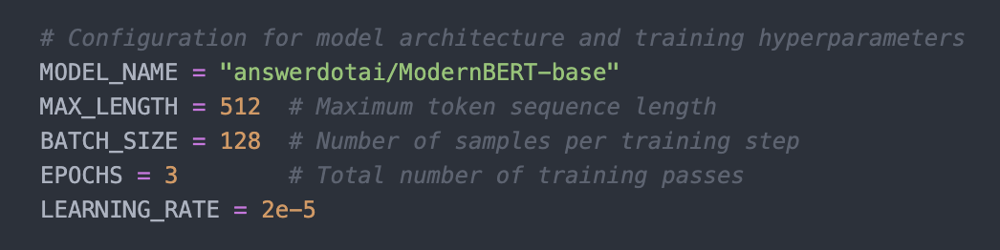 # Configuration for model architecture and training hyperparameters
MODEL_NAME = "answerdotai/ModernBERT-base"
MAX_LENGTH = 512  # Maximum token sequence length
BATCH_SIZE = 128  # Number of samples per training step
EPOCHS = 3        # Total number of training passes
LEARNING_RATE = 2e-5